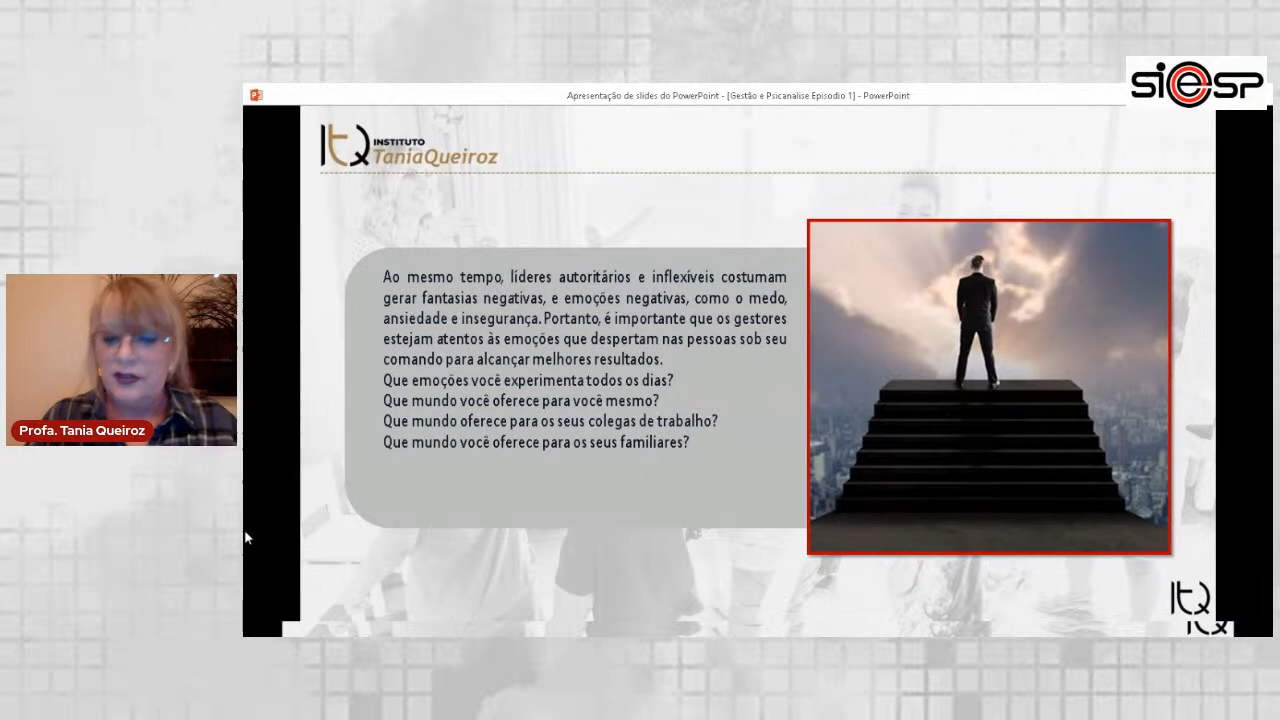 siesp
Apresentação de slides do PowerPoint - [Gestão e Psicanalise Episodio 1] - PowerPoint
INSTITUTO
TaniaQueiroz
Ao mesmo tempo, líderes autoritários e inflexíveis costumam
gerar fantasias negativas, e emoções negativas, como o medo,
ansiedade e insegurança. Portanto, é importante que os gestores
estejam atentos às emoções que despertam nas pessoas sob seu
comando para alcançar melhores resultados.
Que emoções você experimenta todos os dias?
Que mundo você oferece para você mesmo?
Que mundo oferece para os seus colegas de trabalho?
Que mundo você oferece para os seus familiares?
Profa. Tania Queiroz